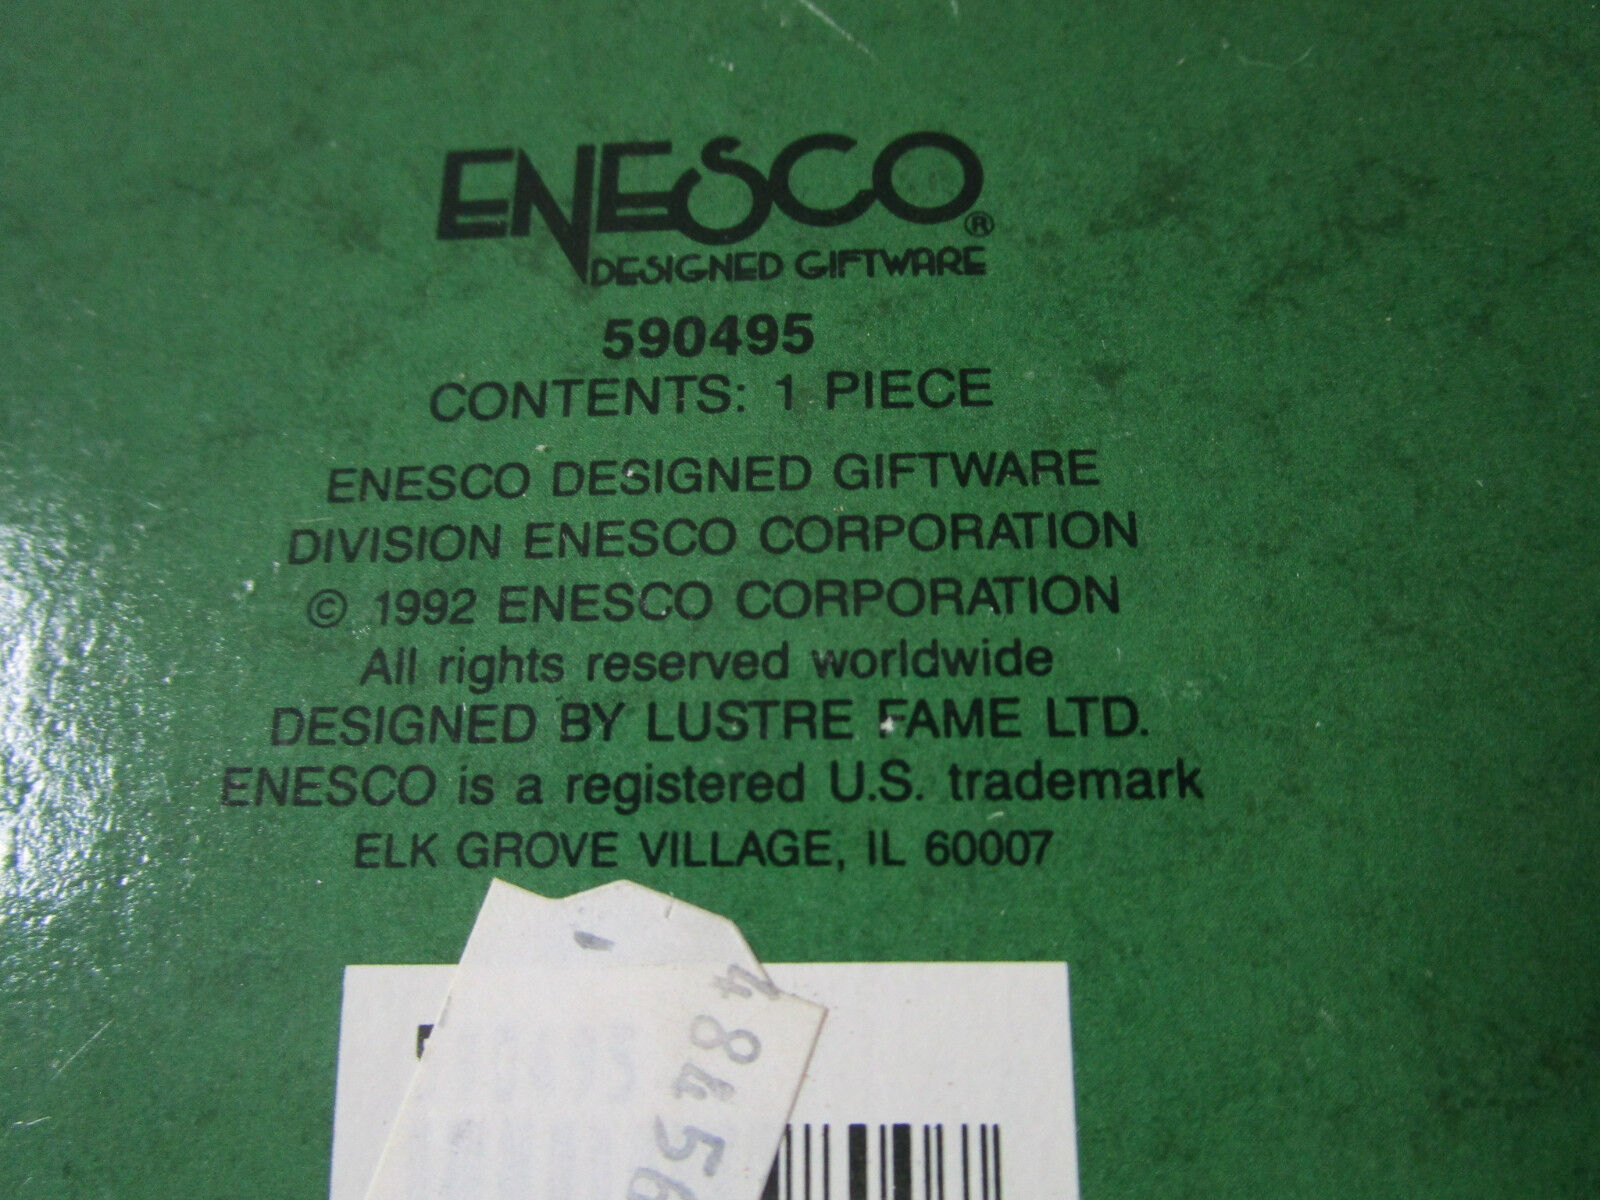 ENESCO®
DESIGNED GIFTWARE
590495
CONTENTS: 1 PIECE
ENESCO DESIGNED GIFTWARE
DIVISION ENESCO CORPORATION
© 1992 ENESCO CORPORATION
All rights reserved worldwide
DESIGNED BY LUSTRE FAME LTD.
ENESCO is a registered U.S. trademark
ELK GROVE VILLAGE, IL 60007